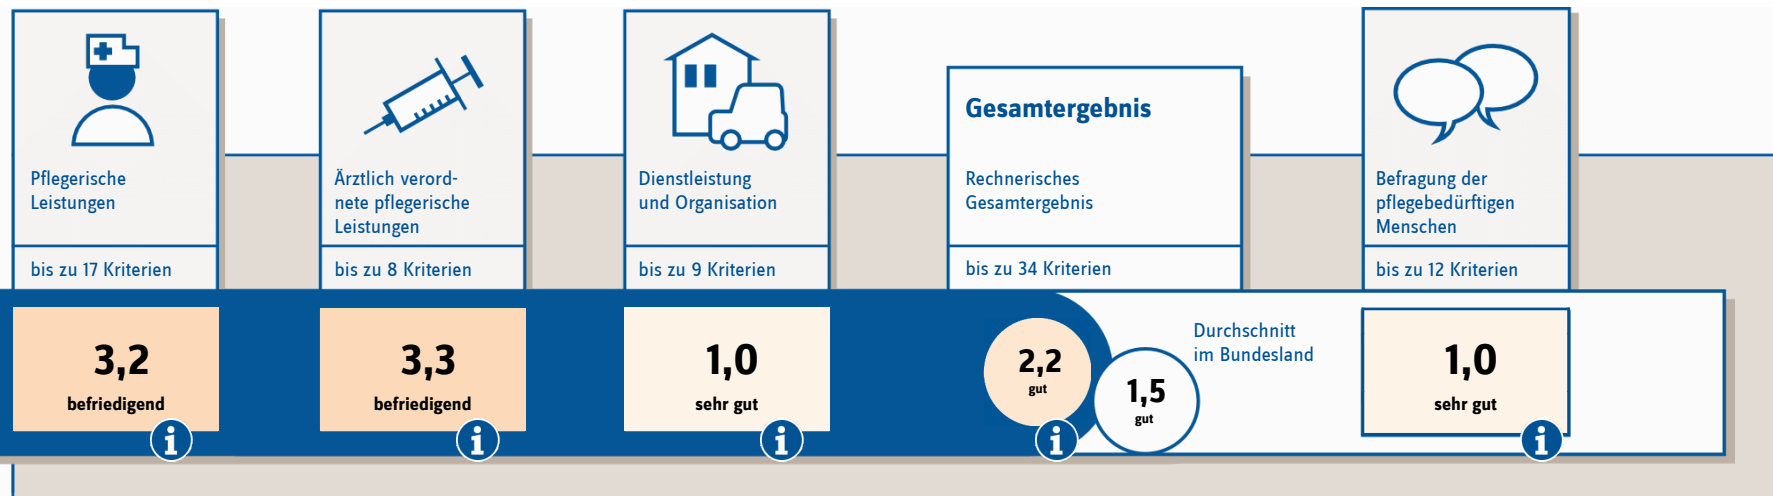 Pflegerische
Leistungen
bis zu 17 Kriterien
3,2
befriedigend
i
Ärztlich verord-
nete pflegerische
Leistungen
bis zu 8 Kriterien
3,3
befriedigend
i
Dienstleistung
und Organisation
bis zu 9 Kriterien
1,0
sehr gut
i
Gesamtergebnis
Rechnerisches
Gesamtergebnis
bis zu 34 Kriterien
2,2
gut
i
1,5
gut
Durchschnitt
im Bundesland
Befragung der
pflegebedürftigen
Menschen
bis zu 12 Kriterien
1,0
sehr gut
i